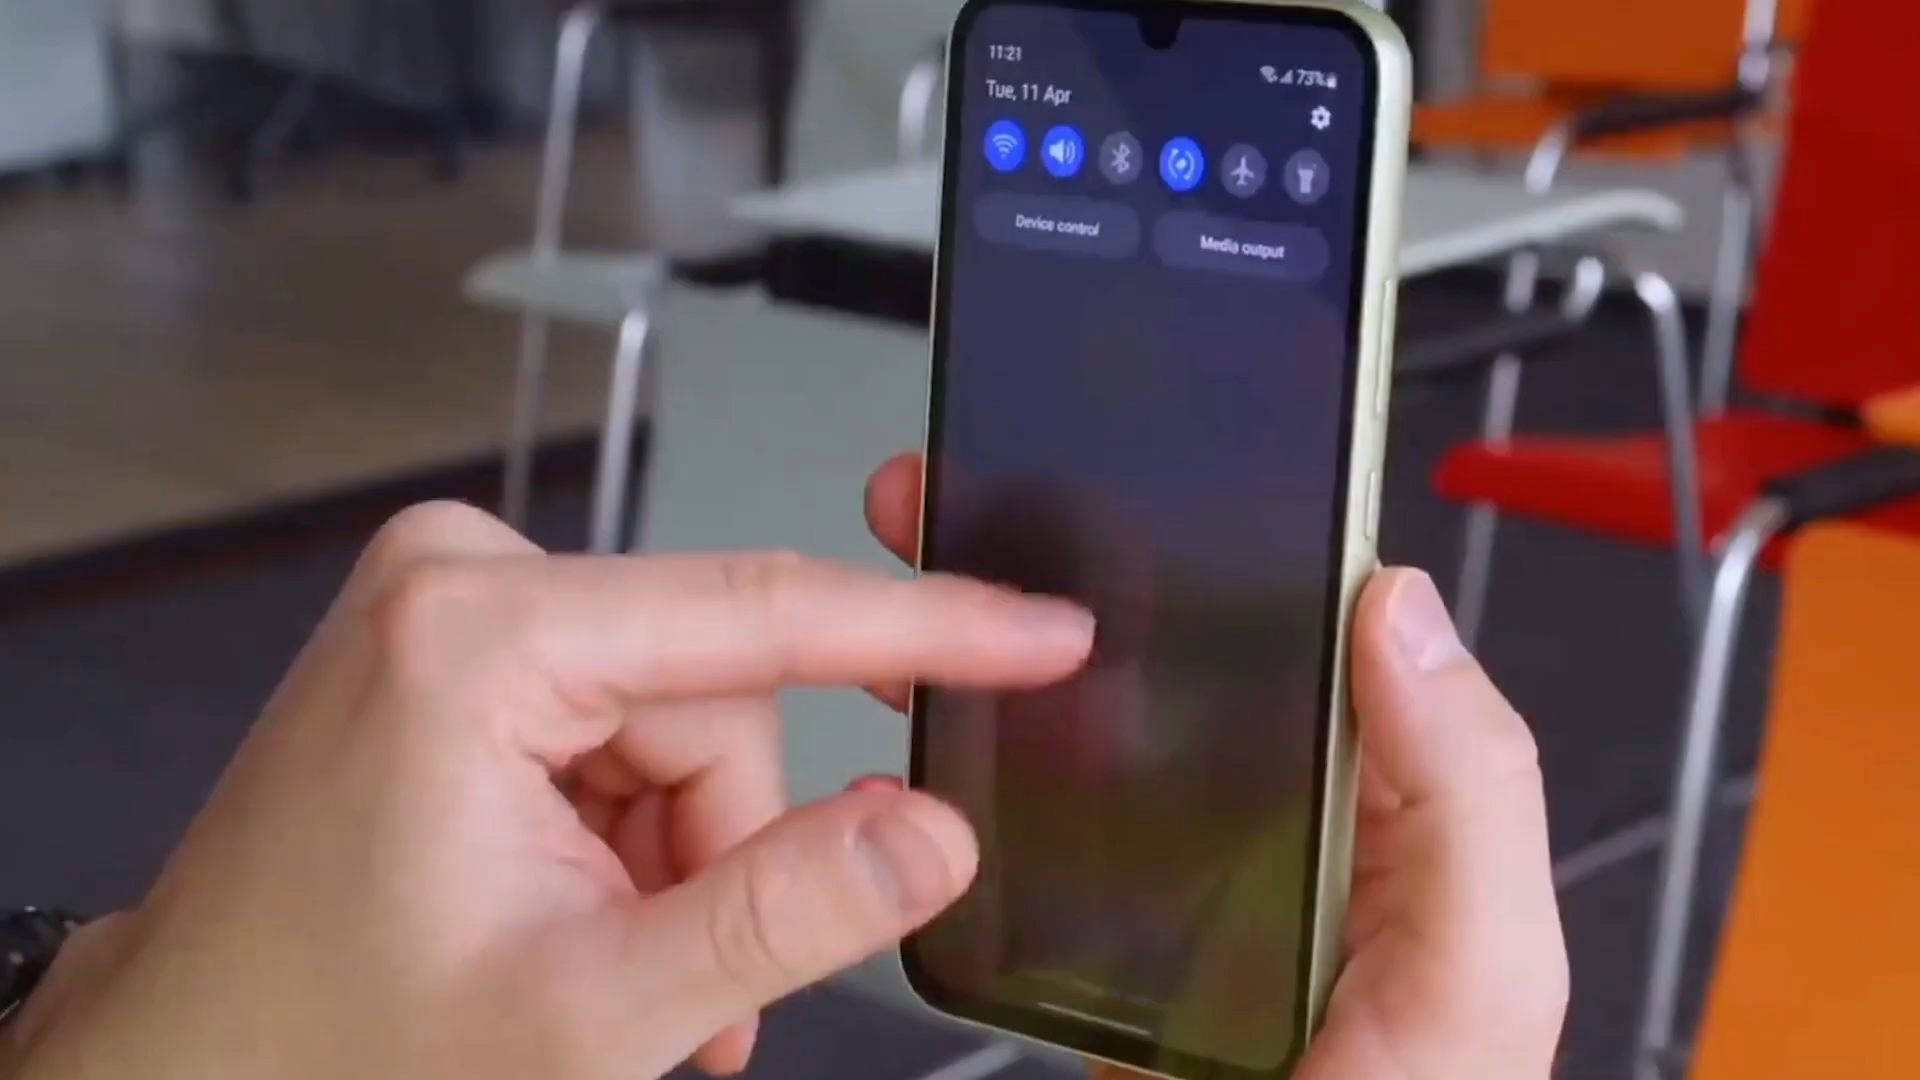 11:21
73%
Tue, 11 Apr
Device control
Media output